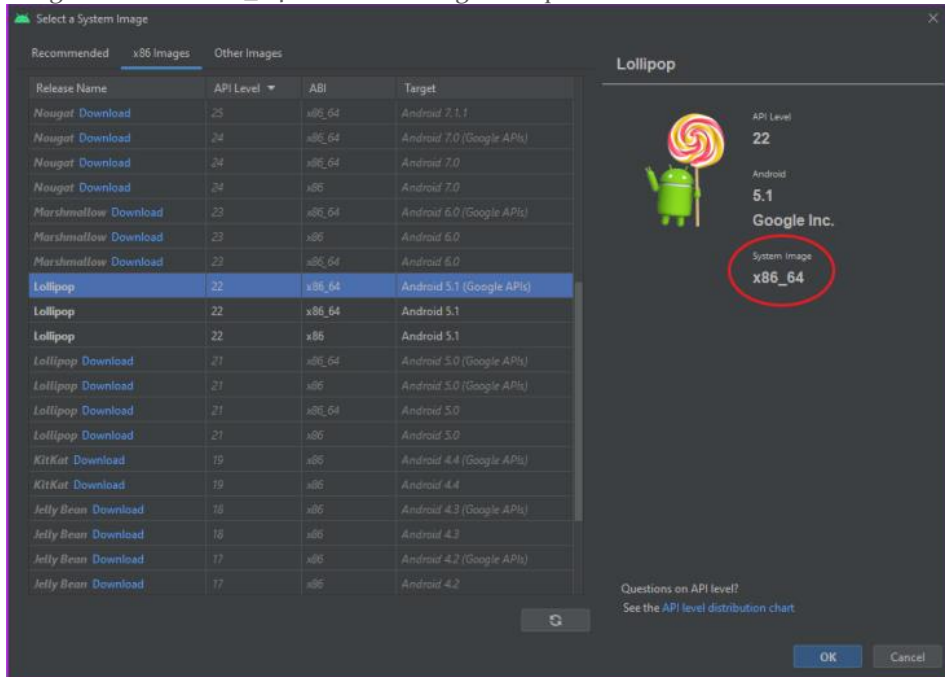 Select a System Image
Recommended x86 Images Other Images
Release Name API Level ABI Target
Nougat Download 25 x86_64 Android 7.1.1
Nougat Download 24 x86_64 Android 7.0 (Google APIs)
Nougat Download 24 x86_64 Android 7.0
Nougat Download 24 x86 Android 7.0
Marshmallow Download 23 x86_64 Android 6.0 (Google APIs)
Marshmallow Download 23 x86 Android 6.0
Marshmallow Download 23 x86_64 Android 6.0
Lollipop 22 x86_64 Android 5.1 (Google APIs)
Lollipop 22 x86_64 Android 5.1
Lollipop 22 x86 Android 5.1
Lollipop Download 21 x86_64 Android 5.0 (Google APIs)
Lollipop Download 21 x86 Android 5.0 (Google APIs)
Lollipop Download 21 x86_64 Android 5.0
Lollipop Download 21 x86 Android 5.0
KitKat Download 19 x86 Android 4.4 (Google APIs)
KitKat Download 19 x86 Android 4.4
Jelly Bean Download 18 x86 Android 4.3 (Google APIs)
Jelly Bean Download 18 x86 Android 4.3
Jelly Bean Download 17 x86 Android 4.2 (Google APIs)
Jelly Bean Download 17 x86 Android 4.2
Lollipop
API Level
22
Android
5.1
Google Inc.
System Image
x86_64
Questions on API level?
See the API level distribution chart
OK Cancel